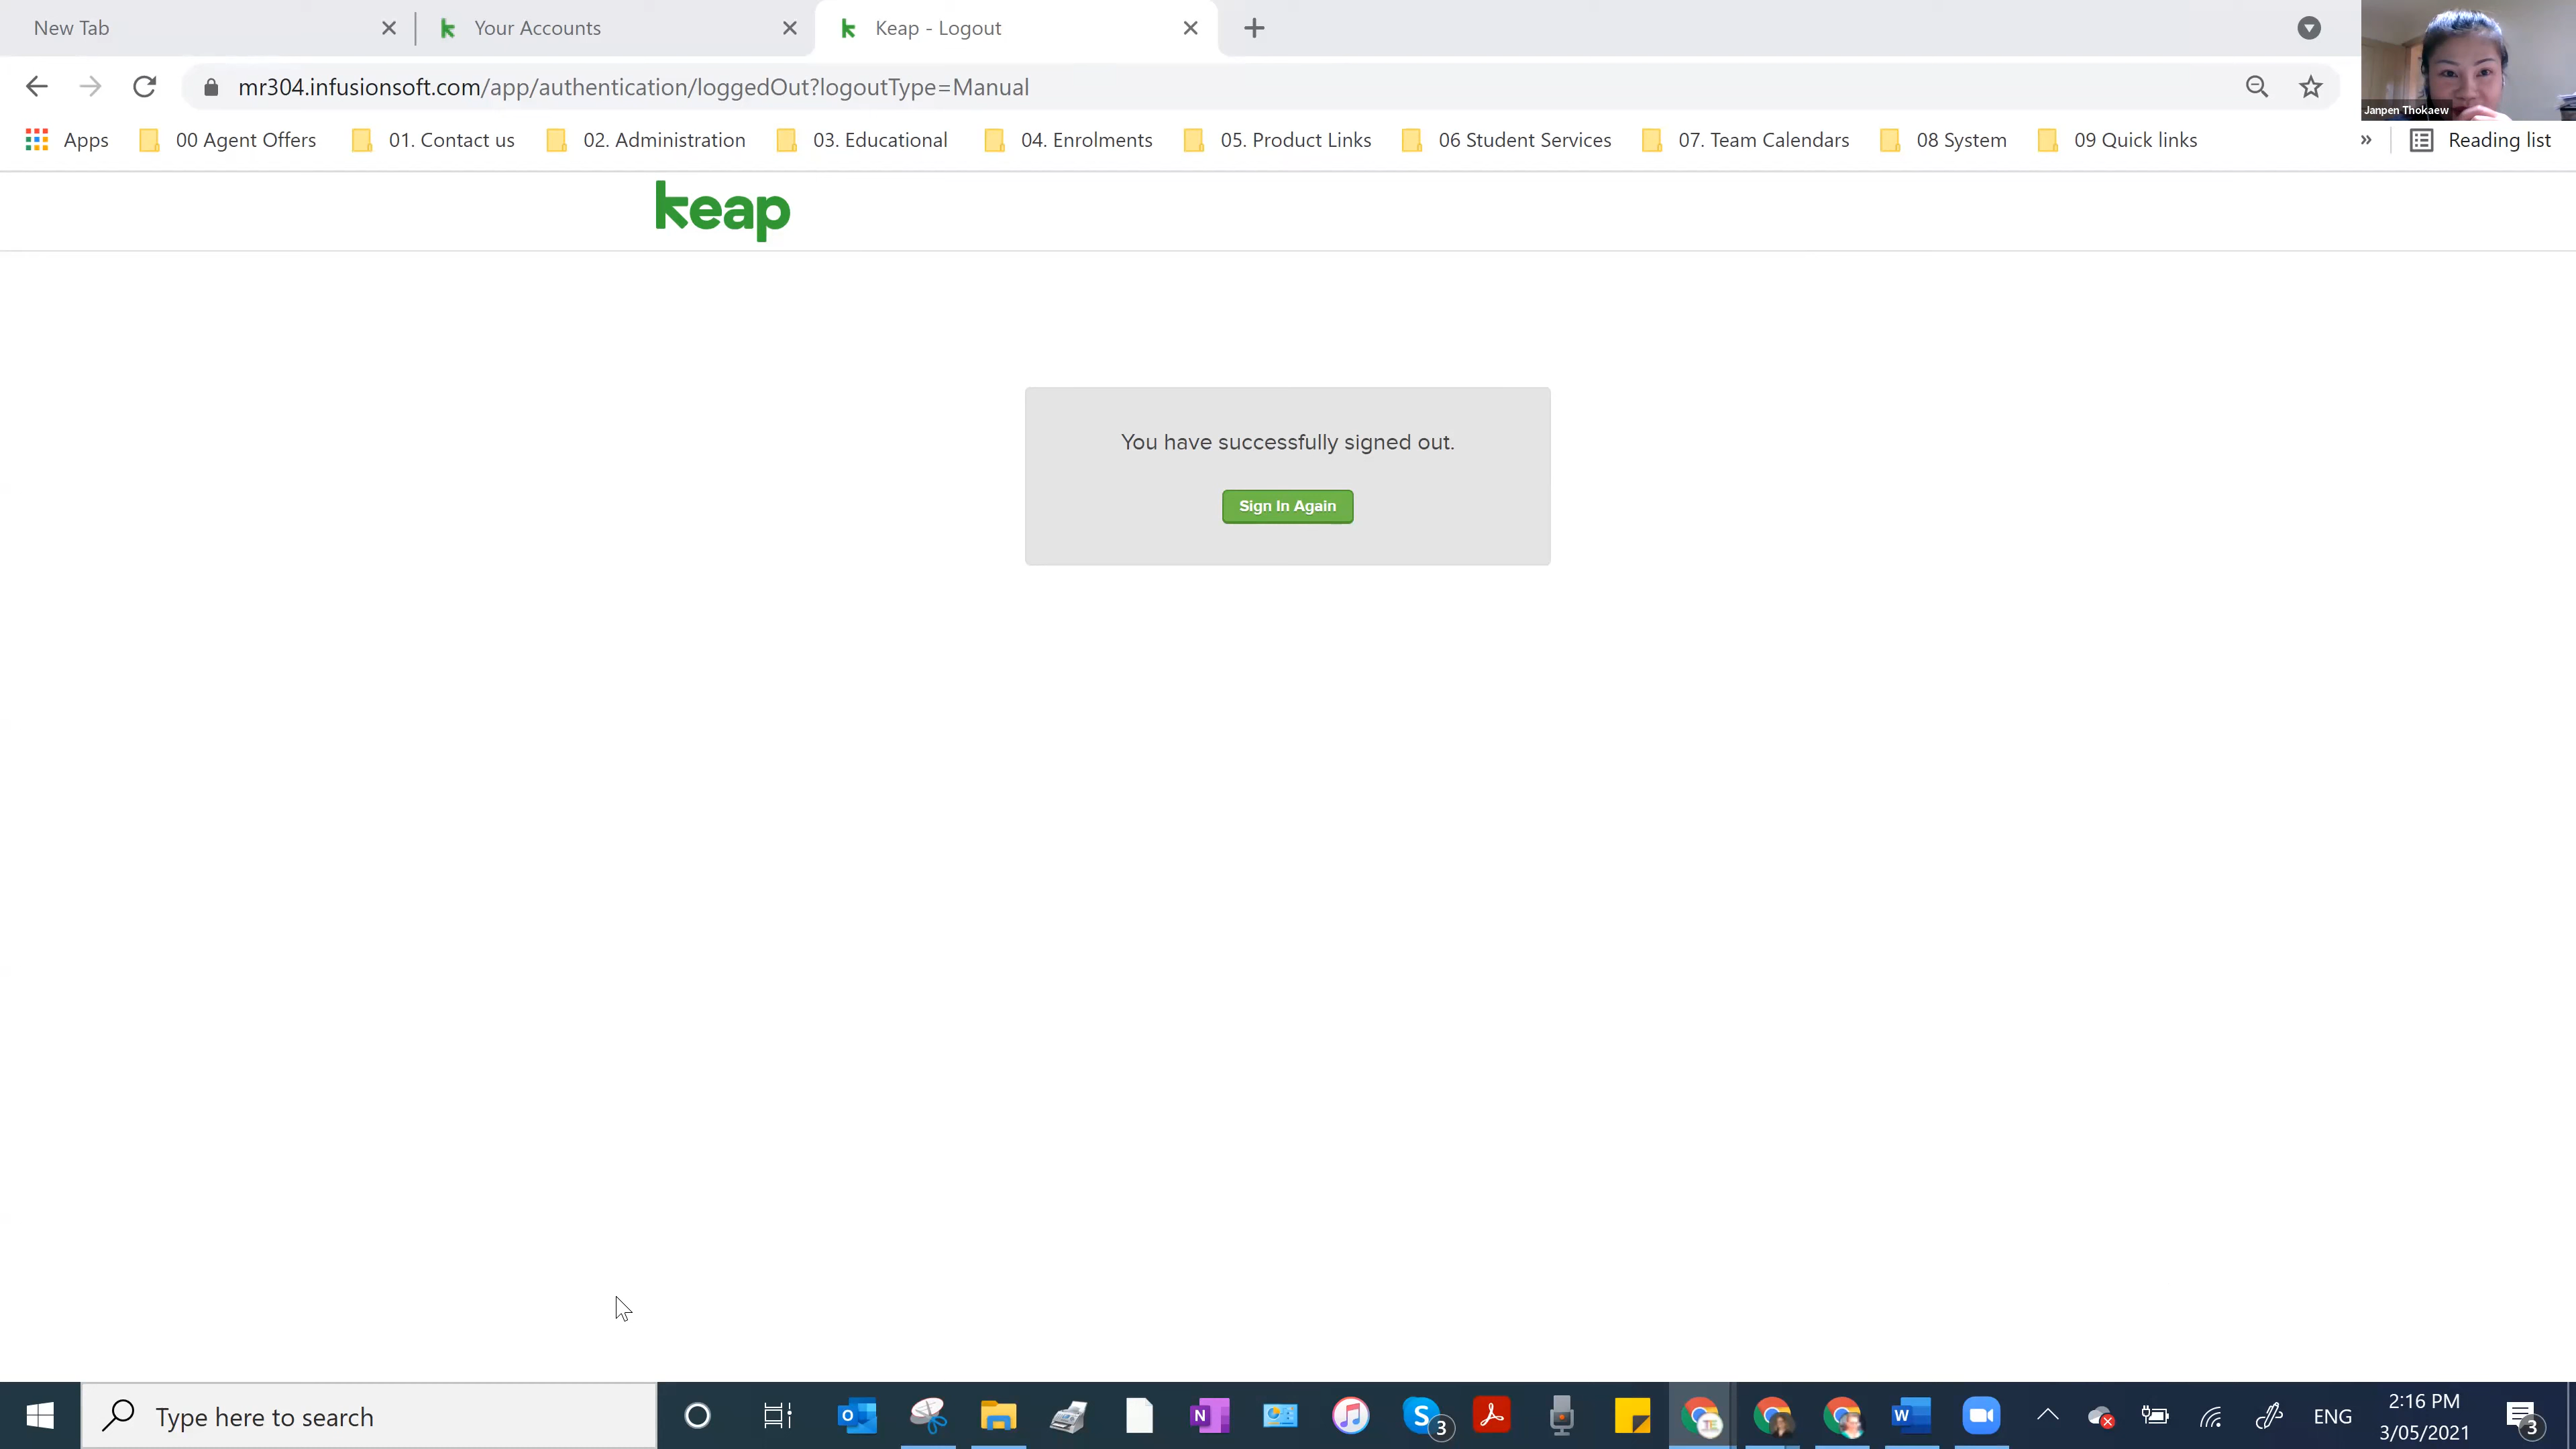 New Tab
Your Accounts
Keap - Logout
mr304.infusionsoft.com/app/authentication/loggedOut?logoutType=Manual
Janpen Thokaew
Apps
00 Agent Offers
01. Contact us
02. Administration
03. Educational
04. Enrolments
05. Product Links
06 Student Services
07. Team Calendars
08 System
09 Quick links
»
Reading list
keap
You have successfully signed out.
Sign In Again
Type here to search
O
N
S
3
TE
W
ENG
2:16 PM
3/05/2021
3